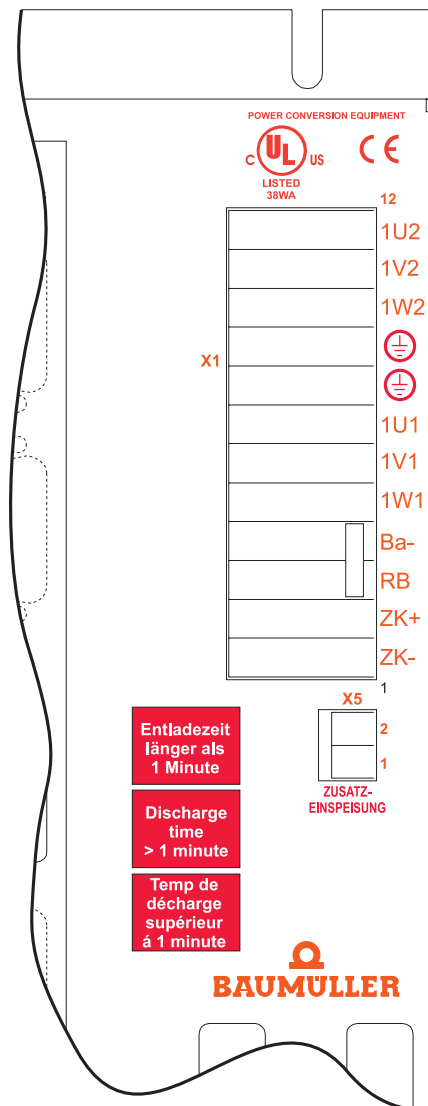 POWER CONVERSION EQUIPMENT
C UL US
CE
LISTED
38WA
12
1U2
1V2
1W2
X1
1U1
1V1
1W1
Ba-
RB
ZK+
ZK-
1
X5
2
1
ZUSATZ-
EINSPEISUNG
Entladezeit
länger als
1 Minute
Discharge
time
> 1 minute
Temp de
décharge
supérieur
á 1 minute
BAUMÜLLER